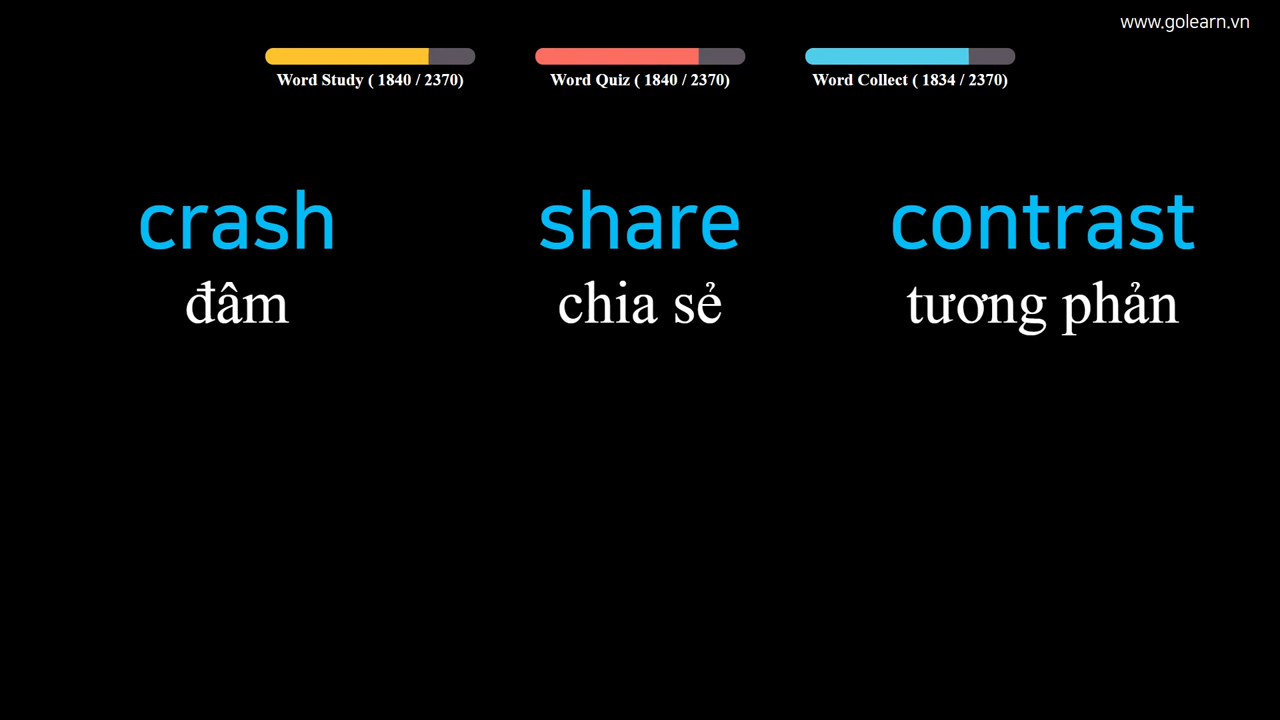 www.golearn.vn
Word Study ( 1840 / 2370) Word Quiz ( 1840 / 2370) Word Collect ( 1834 / 2370)
crash share contrast
đâm chia sẻ tương phản